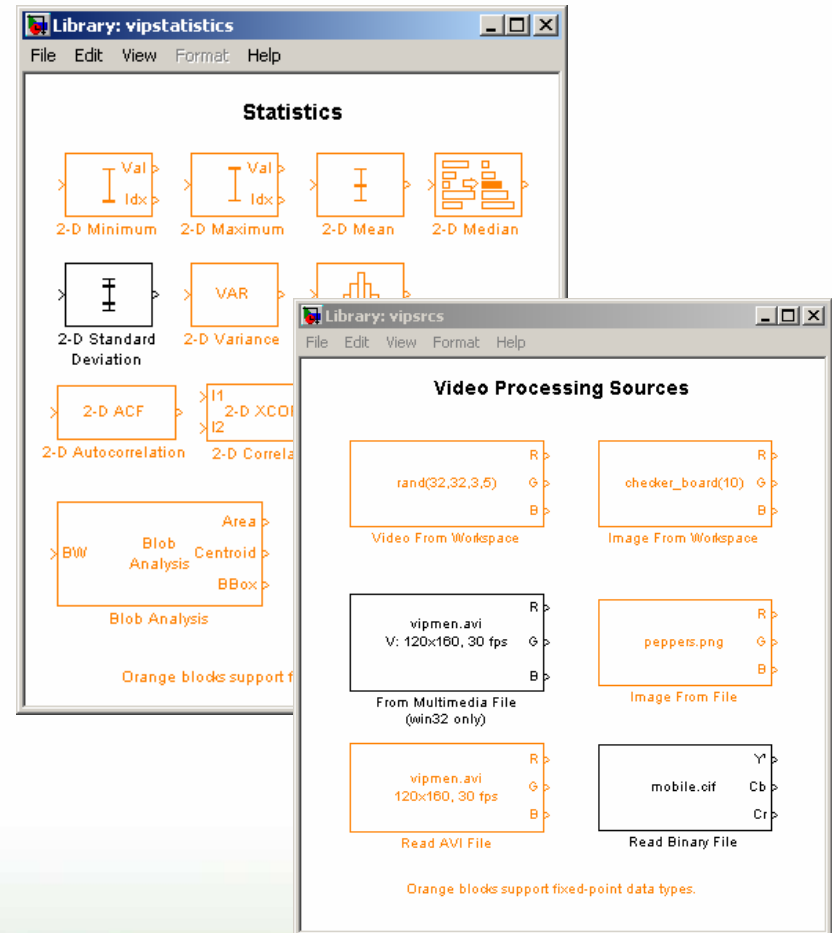 Library: vipstatistics
File Edit View Format Help
Statistics
Val
Idx
2-D Minimum
Val
Idx
2-D Maximum
2-D Mean
2-D Median
2-D Standard
Deviation
VAR
2-D Variance
2-D ACF
2-D Autocorrelation
I1
I2
2-D XCO
2-D Correla
BW
Blob
Analysis
Area
Centroid
BBox
Blob Analysis
Orange blocks support f
Library: vipsrcs
File Edit View Format Help
Video Processing Sources
rand(32,32,3,5)
R
G
B
Video From Workspace
checker_board(10)
R
G
B
Image From Workspace
vipmen.avi
V: 120x160, 30 fps
R
G
B
From Multimedia File
(win32 only)
peppers.png
R
G
B
Image From File
vipmen.avi
120x160, 30 fps
R
G
B
Read AVI File
mobile.cif
Y'
Cb
Cr
Read Binary File
Orange blocks support fixed-point data types.